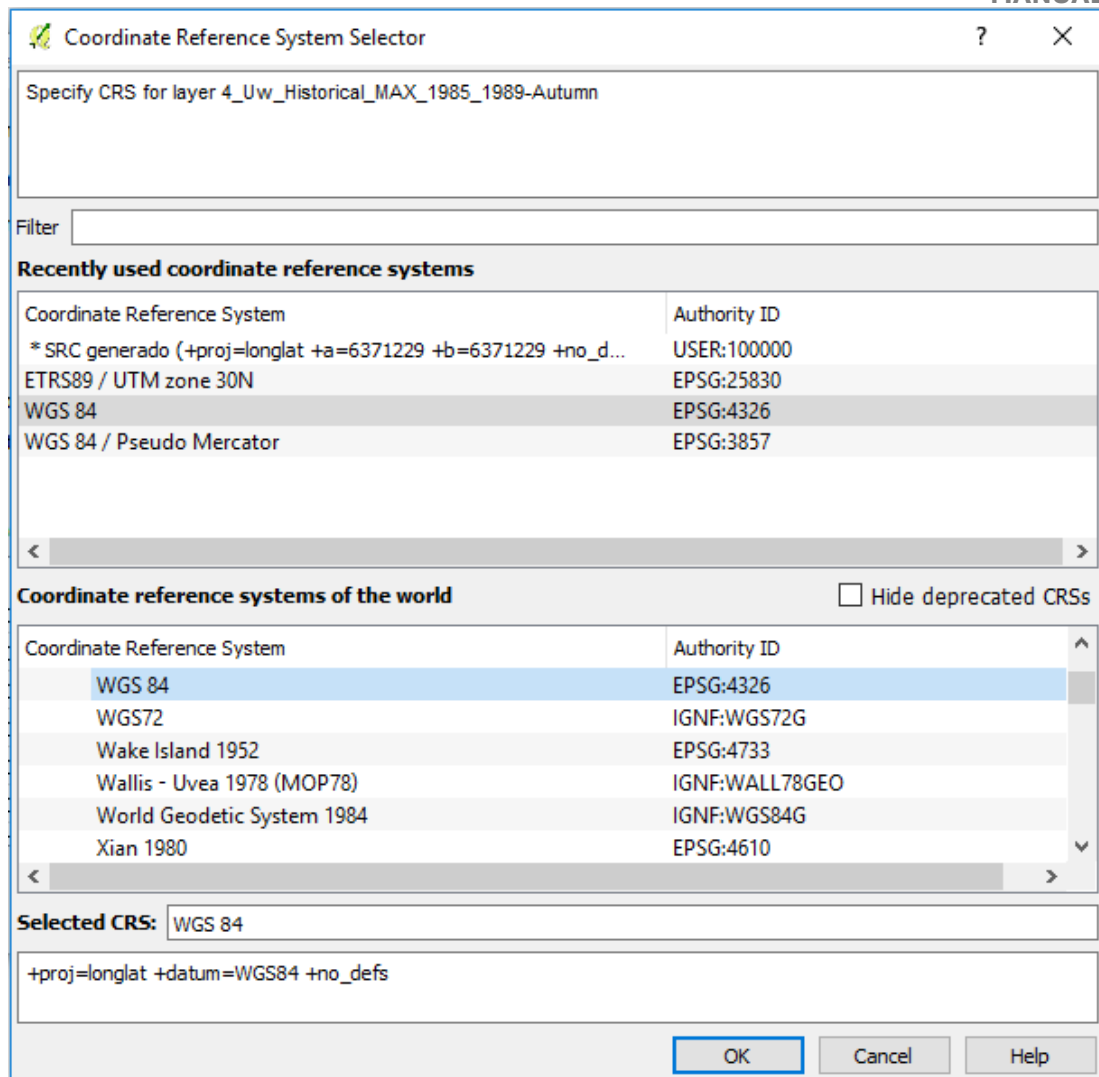 MANUAL
Coordinate Reference System Selector
Specify CRS for layer 4_Uw_Historical_MAX_1985_1989-Autumn
Filter
Recently used coordinate reference systems
Coordinate Reference System Authority ID
* SRC generado (+proj=longlat +a=6371229 +b=6371229 +no_d... USER:100000
ETRS89 / UTM zone 30N EPSG:25830
WGS 84 EPSG:4326
WGS 84 / Pseudo Mercator EPSG:3857
Coordinate reference systems of the world Hide deprecated CRSs
Coordinate Reference System Authority ID
WGS 84 EPSG:4326
WGS72 IGNF:WGS72G
Wake Island 1952 EPSG:4733
Wallis - Uvea 1978 (MOP78) IGNF:WALL78GEO
World Geodetic System 1984 IGNF:WGS84G
Xian 1980 EPSG:4610
Selected CRS: WGS 84
+proj=longlat +datum=WGS84 +no_defs
OK Cancel Help